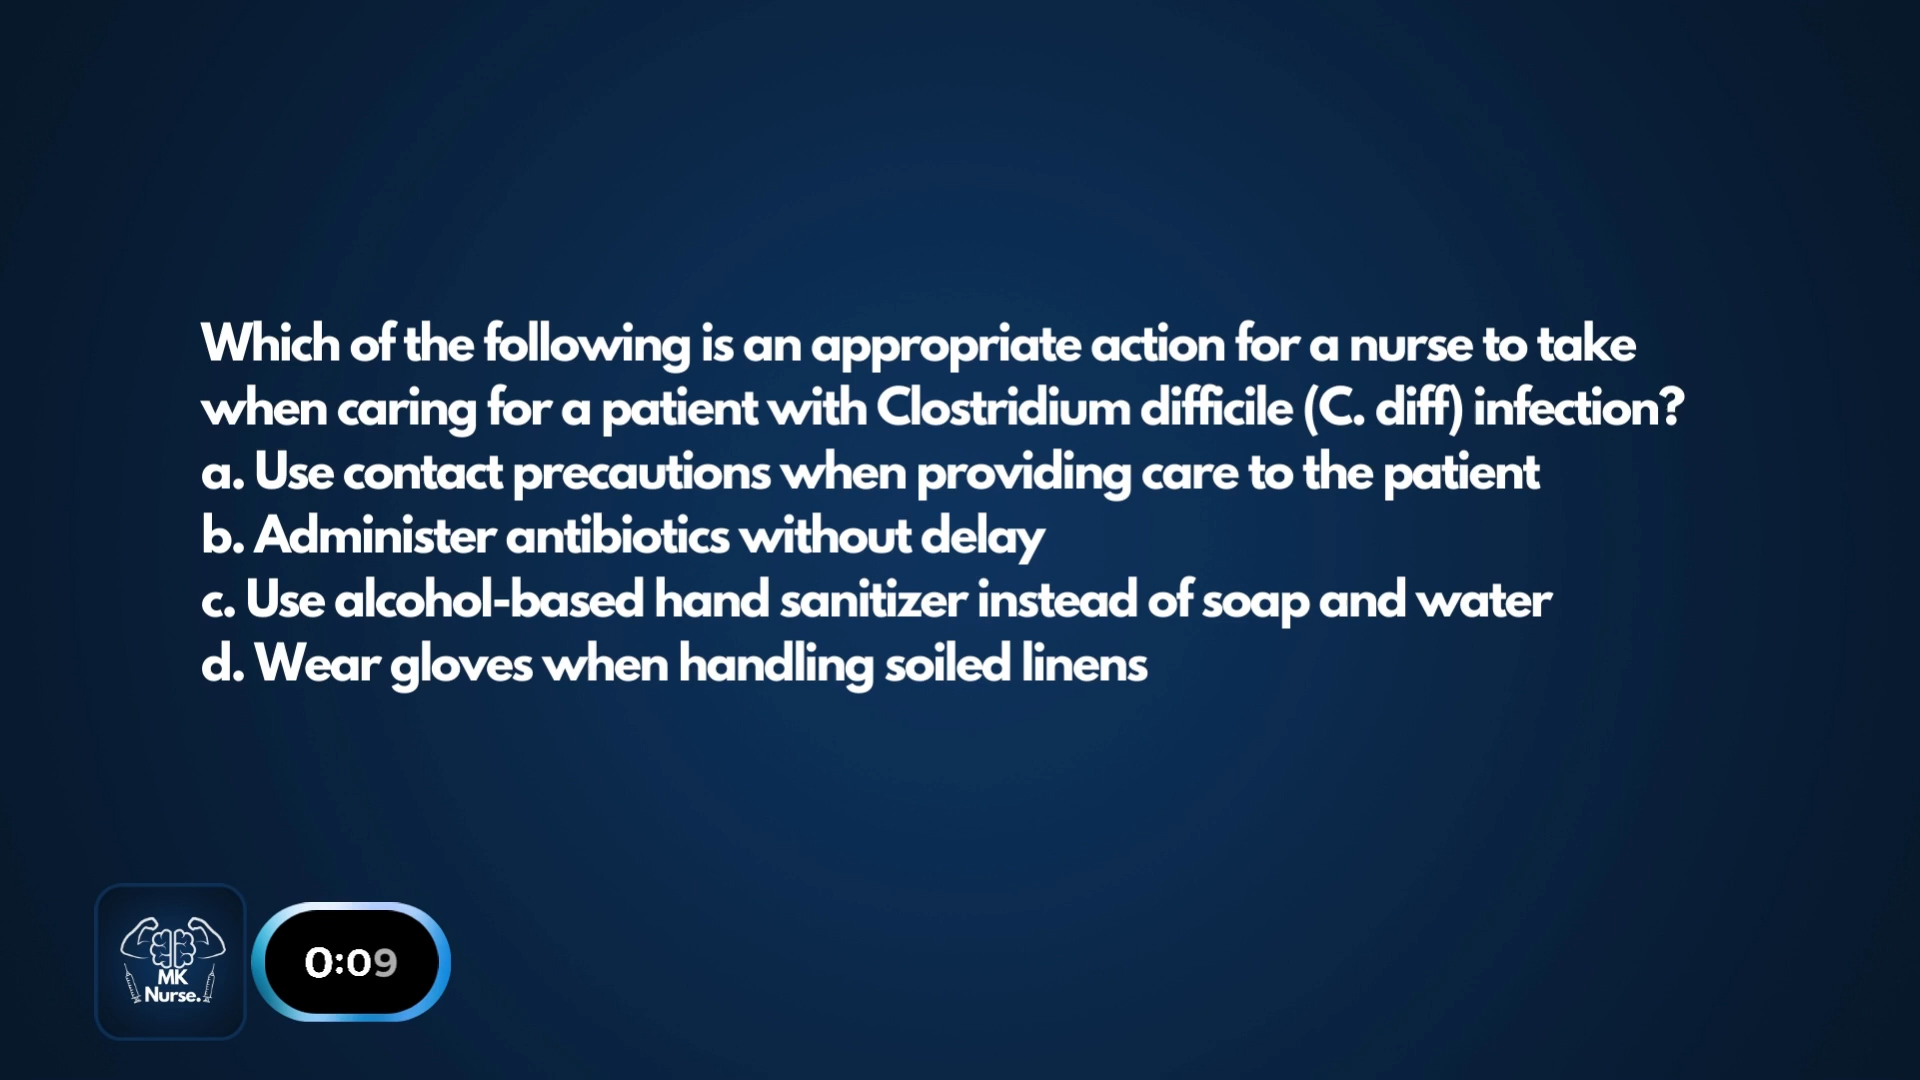 Which of the following is an appropriate action for a nurse to take
when caring for a patient with Clostridium difficile (C. diff) infection?
a. Use contact precautions when providing care to the patient
b. Administer antibiotics without delay
c. Use alcohol-based hand sanitizer instead of soap and water
d. Wear gloves when handling soiled linens
MK
Nurse.
0:09